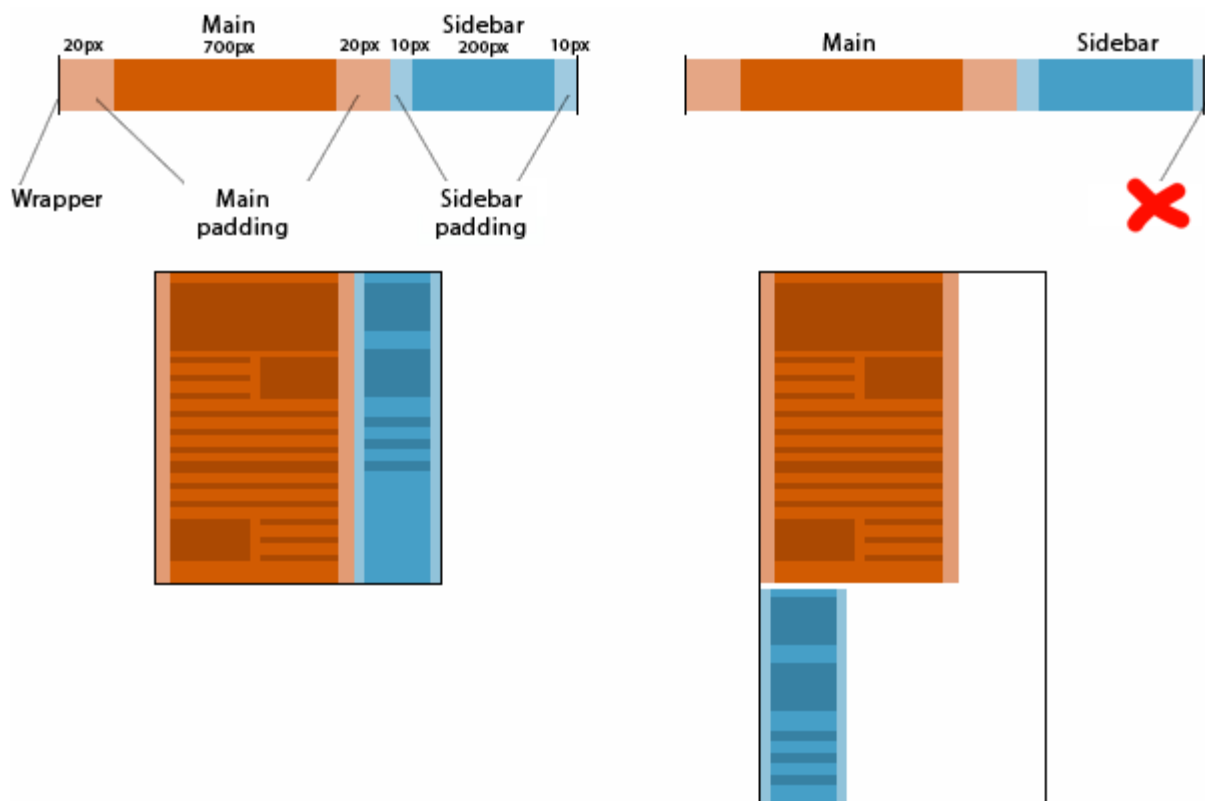 Main
Sidebar
20px 700px 20px 10px 200px 10px
Wrapper
Main
padding
Sidebar
padding
Main
Sidebar